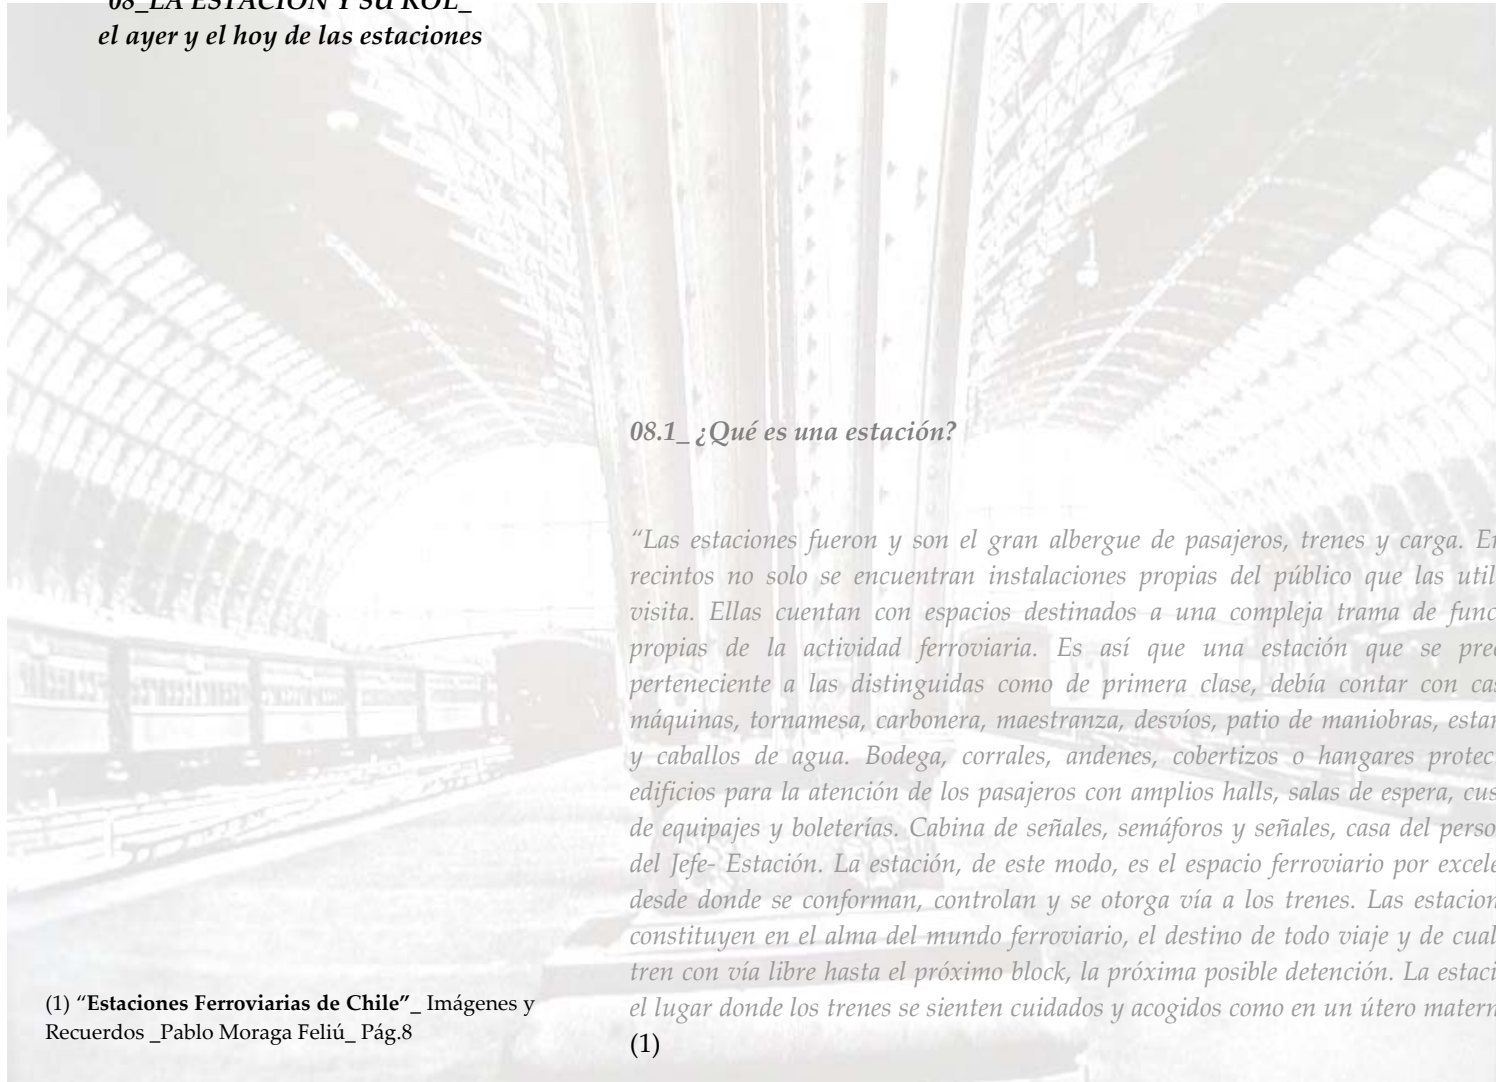 08_LA ESTACIÓN Y SU ROL_
el ayer y el hoy de las estaciones
08.1_ ¿Qué es una estación?
“Las estaciones fueron y son el gran albergue de pasajeros, trenes y carga.
recintos no solo se encuentran instalaciones propias del público que las
visita. Ellas cuentan con espacios destinados a una compleja trama de
propias de la actividad ferroviaria. Es así que una estación que se
perteneciente a las distinguidas como de primera clase, debía contar con
máquinas, tornamesa, carbonera, maestranza, desvíos, patio de maniobras,
y caballos de agua. Bodega, corrales, andenes, cobertizos o hangares
edificios para la atención de los pasajeros con amplios halls, salas de espera,
de equipajes y boleterías. Cabina de señales, semáforos y señales, casa del
del Jefe- Estación. La estación, de este modo, es el espacio ferroviario por
desde donde se conforman, controlan y se otorga vía a los trenes. Las
constituyen en el alma del mundo ferroviario, el destino de todo viaje y de
tren con vía libre hasta el próximo block, la próxima posible detención. La
el lugar donde los trenes se sienten cuidados y acogidos como en un útero
(1)
(1) “Estaciones Ferroviarias de Chile”_ Imágenes y
Recuerdos _Pablo Moraga Feliú_ Pág.8